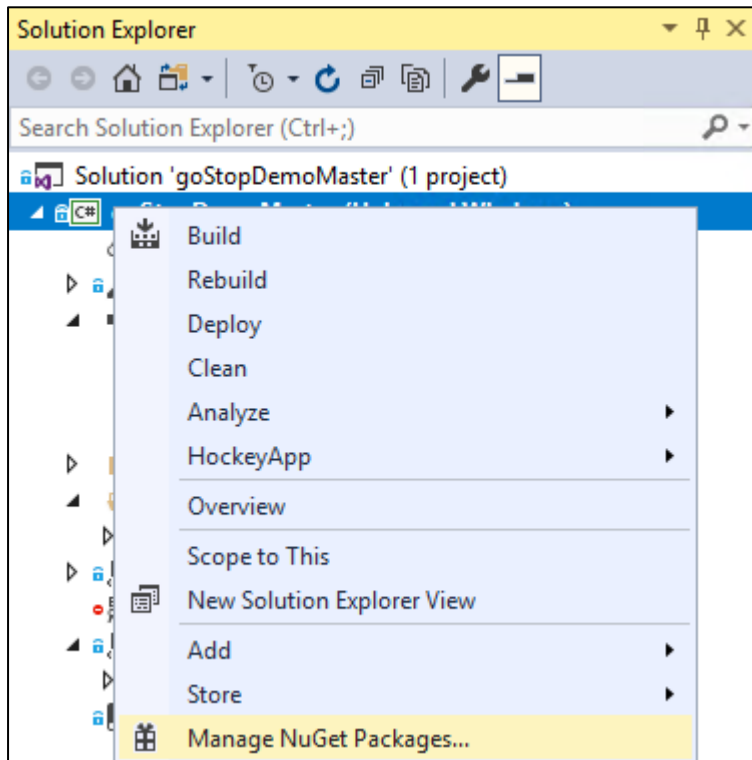 Solution Explorer
Search Solution Explorer (Ctrl+;)
Solution 'goStopDemoMaster' (1 project)
C#
Build
Rebuild
Deploy
Clean
Analyze
HockeyApp
Overview
Scope to This
New Solution Explorer View
Add
Store
Manage NuGet Packages...